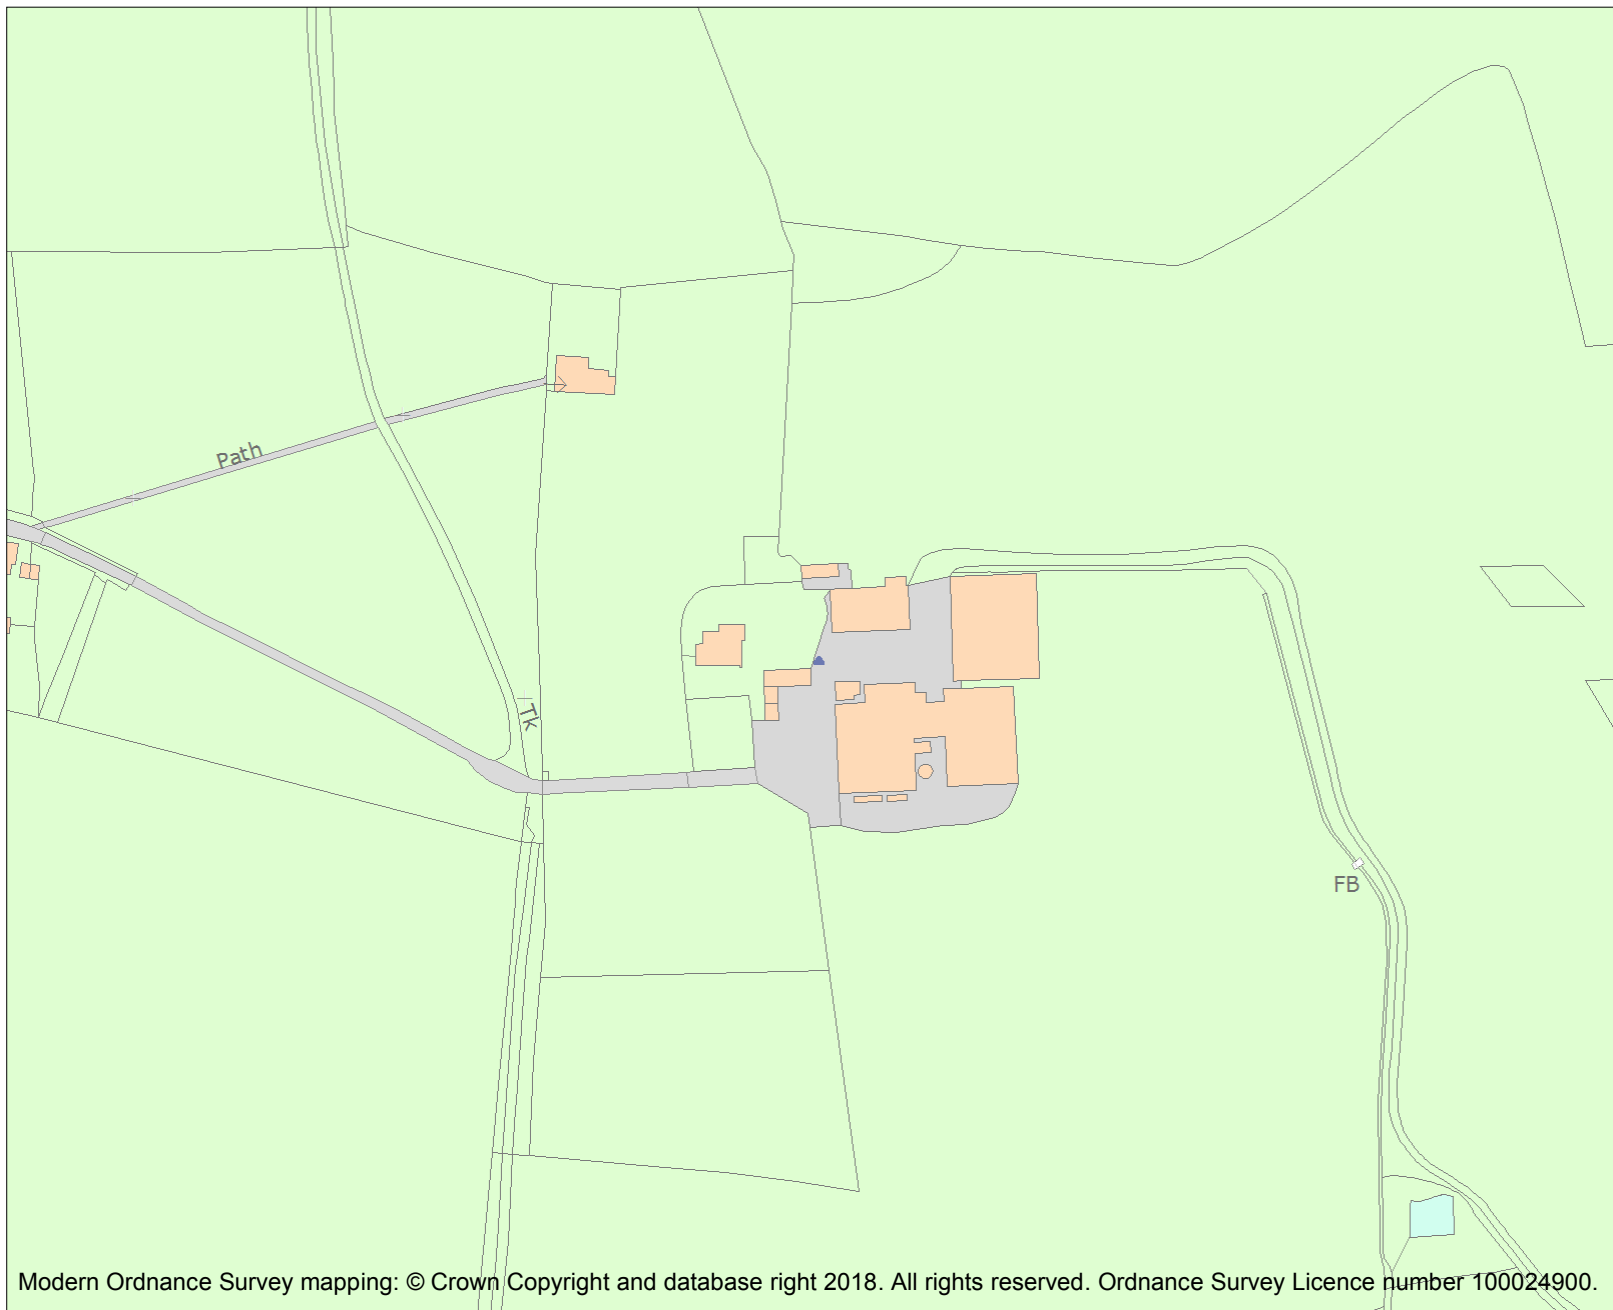 Path
Tk
FB
Modern Ordnance Survey mapping: © Crown Copyright and database right 2018. All rights reserved. Ordnance Survey Licence number 100024900.